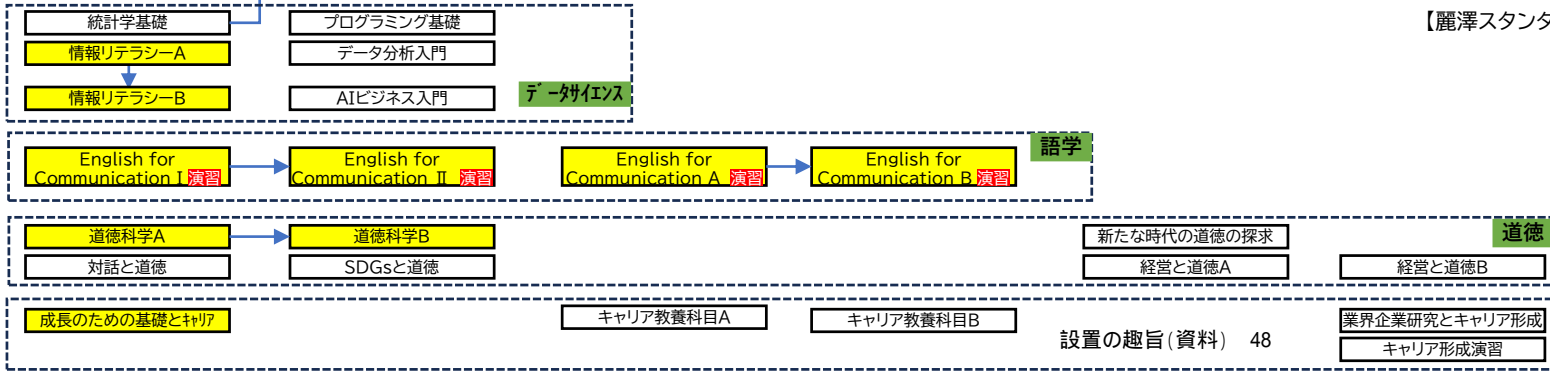 統計学基礎
プログラミング基礎
【麗澤スタンダ
情報リテラシーA
データ分析入門
情報リテラシーB
AIビジネス入門
データサイエンス
語学
English for
Communication I 演習
English for
Communication Ⅱ 演習
English for
Communication A 演習
English for
Communication B 演習
道徳科学A
道徳科学B
新たな時代の道徳の探求
道徳
対話と道徳
SDGsと道徳
経営と道徳A
経営と道徳B
成長のための基礎とキャリア
キャリア教養科目A
キャリア教養科目B
業界企業研究とキャリア形成
設置の趣旨(資料) 48
キャリア形成演習